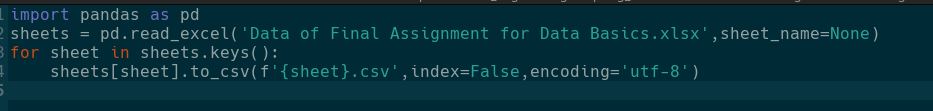 import pandas as pd
sheets = pd.read_excel('Data of Final Assignment for Data Basics.xlsx',sheet_name=None)
for sheet in sheets.keys():
    sheets[sheet].to_csv(f'{sheet}.csv',index=False,encoding='utf-8')